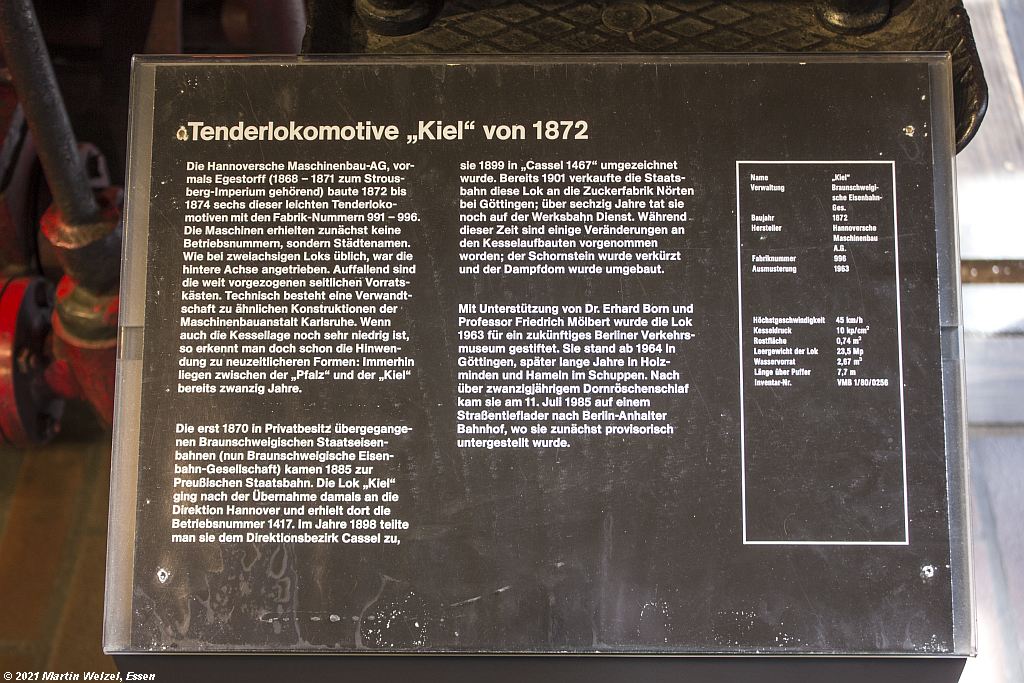 Tenderlokomotive „Kiel“ von 1872
Die Hannoversche Maschinenbau-AG, vor-
mals Egestorff (1868 – 1871 zum Strous-
berg-Imperium gehörend) baute 1872 bis
1874 sechs dieser leichten Tenderloko-
motiven mit den Fabrik-Nummern 991 – 996.
Die Maschinen erhielten zunächst keine
Betriebsnummern, sondern Städtenamen.
Wie bei zweiachsigen Loks üblich, war die
hintere Achse angetrieben. Auffallend sind
die weit vorgezogenen seitlichen Vorrats-
kästen. Technisch besteht eine Verwandt-
schaft zu ähnlichen Konstruktionen der
Maschinenbauanstalt Karlsruhe. Wenn
auch die Kessellage noch sehr niedrig ist,
so erkennt man doch schon die Hinwen-
dung zu neuzeitlicheren Formen: Immerhin
liegen zwischen der „Pfalz“ und der „Kiel“
bereits zwanzig Jahre.
Die erst 1870 in Privatbesitz übergegange-
nen Braunschweigischen Staatseisen-
bahnen (nun Braunschweigische Eisen-
bahn-Gesellschaft) kamen 1885 zur
Preußischen Staatsbahn. Die Lok „Kiel“
ging nach der Übernahme damals an die
Direktion Hannover und erhielt dort die
Betriebsnummer 1417. Im Jahre 1898 teilte
man sie dem Direktionsbezirk Cassel zu,
sie 1899 in „Cassel 1467“ umgezeichnet
wurde. Bereits 1901 verkaufte die Staats-
bahn diese Lok an die Zuckerfabrik Nörten
bei Göttingen; über sechzig Jahre tat sie
noch auf der Werksbahn Dienst. Während
dieser Zeit sind einige Veränderungen an
den Kesselaufbauten vorgenommen
worden; der Schornstein wurde verkürzt
und der Dampfdom wurde umgebaut.
Mit Unterstützung von Dr. Erhard Born und
Professor Friedrich Mölbert wurde die Lok
1963 für ein zukünftiges Berliner Verkehrs-
museum gestiftet. Sie stand ab 1964 in
Göttingen, später lange Jahre in Holz-
minden und Hameln im Schuppen. Nach
über zwanzigjährigem Dornröschenschlaf
kam sie am 11. Juli 1985 auf einem
Straßentieflader nach Berlin-Anhalter
Bahnhof, wo sie zunächst provisorisch
untergestellt wurde.
Name „Kiel“
Verwaltung Braunschweigi-
sche Eisenbahn-
Ges.
Baujahr 1872
Hersteller Hannoversche
Maschinenbau
A.G.
Fabriknummer 996
Ausmusterung 1963
Höchstgeschwindigkeit 45 km/h
Kesseldruck 10 kp/cm²
Rostfläche 0,74 m²
Leergewicht der Lok 23,5 Mp
Wasservorrat 2,67 m³
Länge über Puffer 7,7 m
Inventar-Nr. VMB 1/80/0256
© 2021 Martin Welzel, Essen